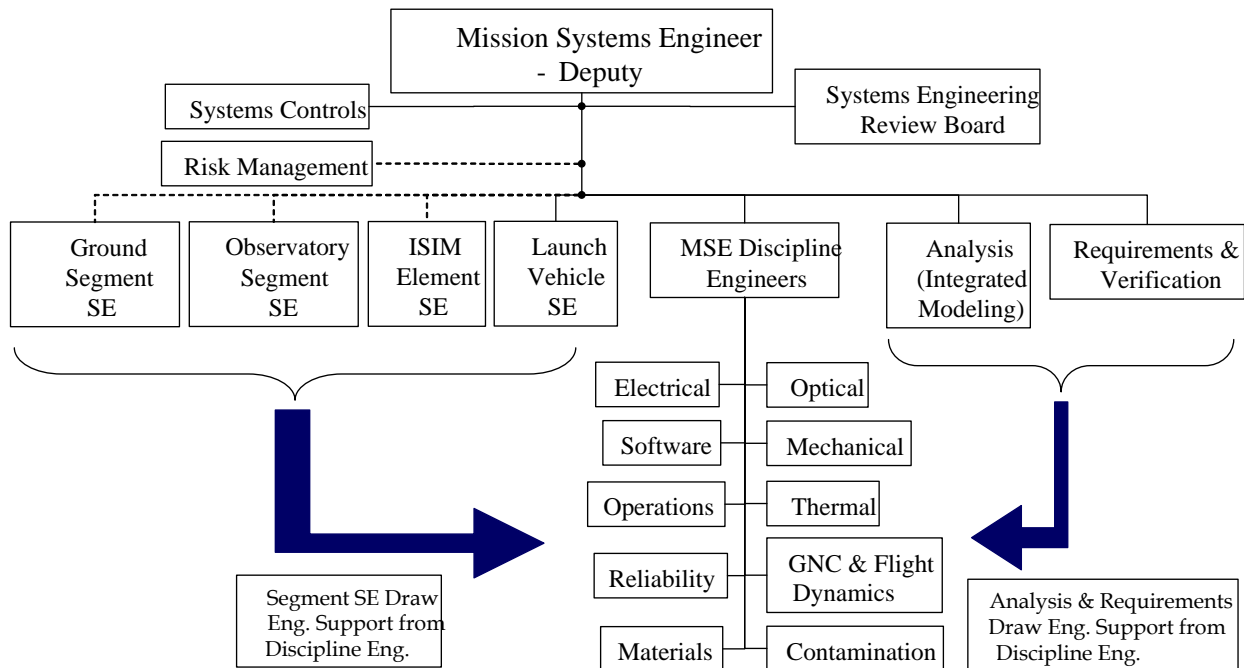 Mission Systems Engineer
- Deputy
Systems Controls
Systems Engineering
Review Board
Risk Management
Ground
Segment
SE
Observatory
Segment
SE
ISIM
Element
SE
Launch
Vehicle
SE
MSE Discipline
Engineers
Analysis
(Integrated
Modeling)
Requirements &
Verification
Electrical
Optical
Software
Mechanical
Operations
Thermal
Reliability
GNC & Flight
Dynamics
Materials
Contamination
Segment SE Draw
Eng. Support from
Discipline Eng.
Analysis & Requirements
Draw Eng. Support from
Discipline Eng.